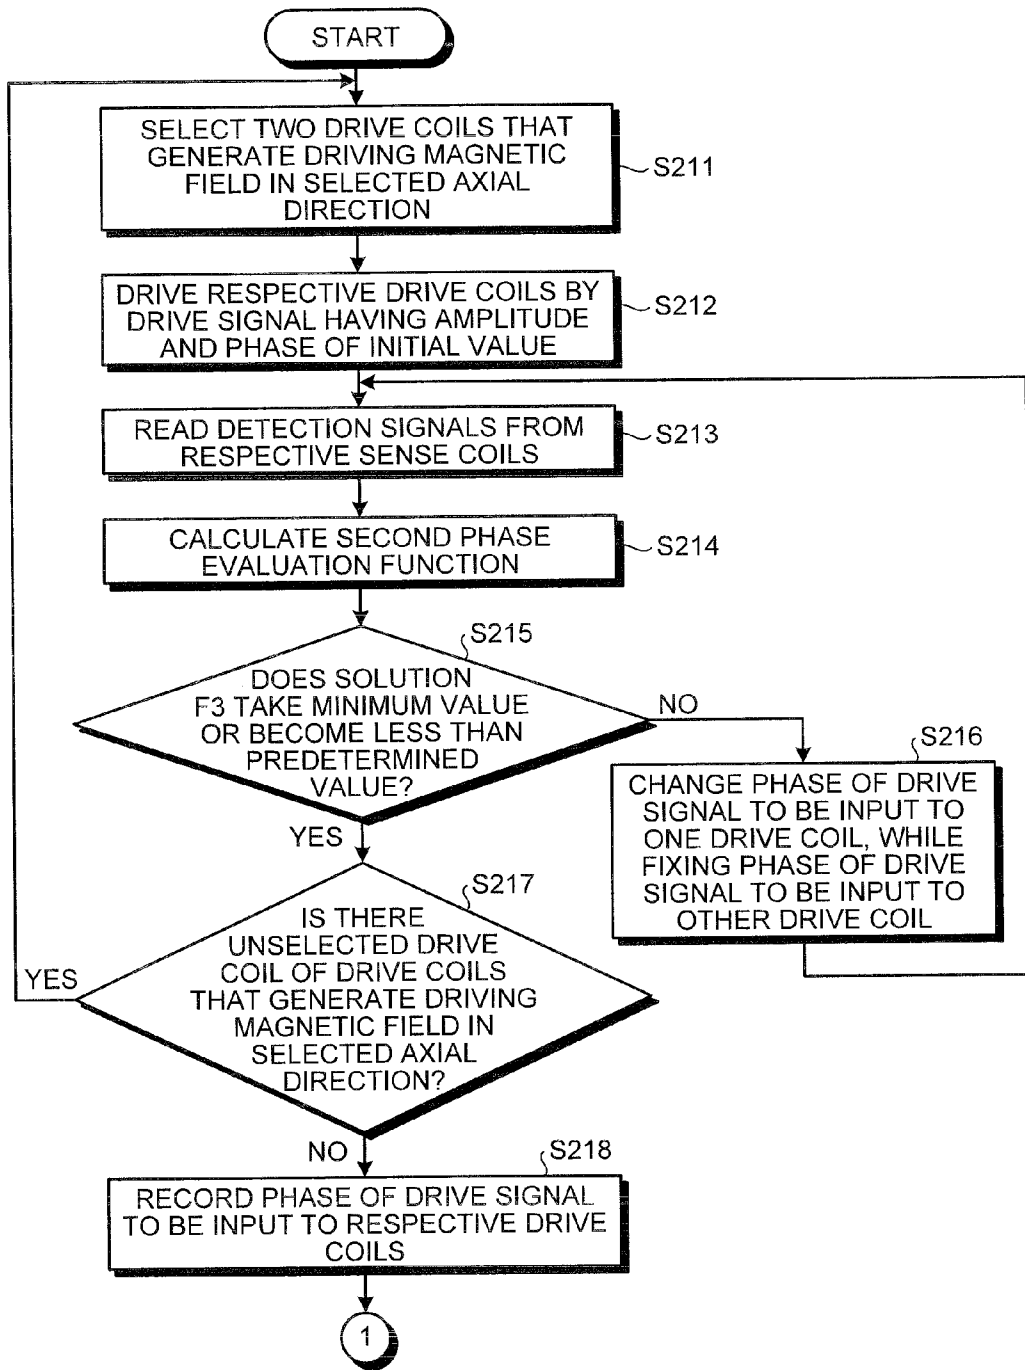 START
SELECT TWO DRIVE COILS THAT
GENERATE DRIVING MAGNETIC
FIELD IN SELECTED AXIAL
DIRECTION
S211
DRIVE RESPECTIVE DRIVE COILS BY
DRIVE SIGNAL HAVING AMPLITUDE
AND PHASE OF INITIAL VALUE
S212
READ DETECTION SIGNALS FROM
RESPECTIVE SENSE COILS
S213
CALCULATE SECOND PHASE
EVALUATION FUNCTION
S214
S215
DOES SOLUTION
F3 TAKE MINIMUM VALUE
OR BECOME LESS THAN
PREDETERMINED
VALUE?
NO
S216
CHANGE PHASE OF DRIVE
SIGNAL TO BE INPUT TO
ONE DRIVE COIL, WHILE
FIXING PHASE OF DRIVE
SIGNAL TO BE INPUT TO
OTHER DRIVE COIL
YES
S217
IS THERE
UNSELECTED DRIVE
COIL OF DRIVE COILS
THAT GENERATE DRIVING
MAGNETIC FIELD IN
SELECTED AXIAL
DIRECTION?
YES
NO
S218
RECORD PHASE OF DRIVE SIGNAL
TO BE INPUT TO RESPECTIVE DRIVE
COILS
1